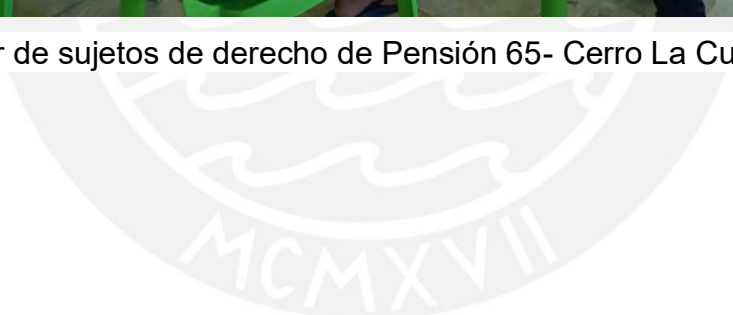 r de sujetos de derecho de Pensión 65- Cerro La Cu
MCMXVII